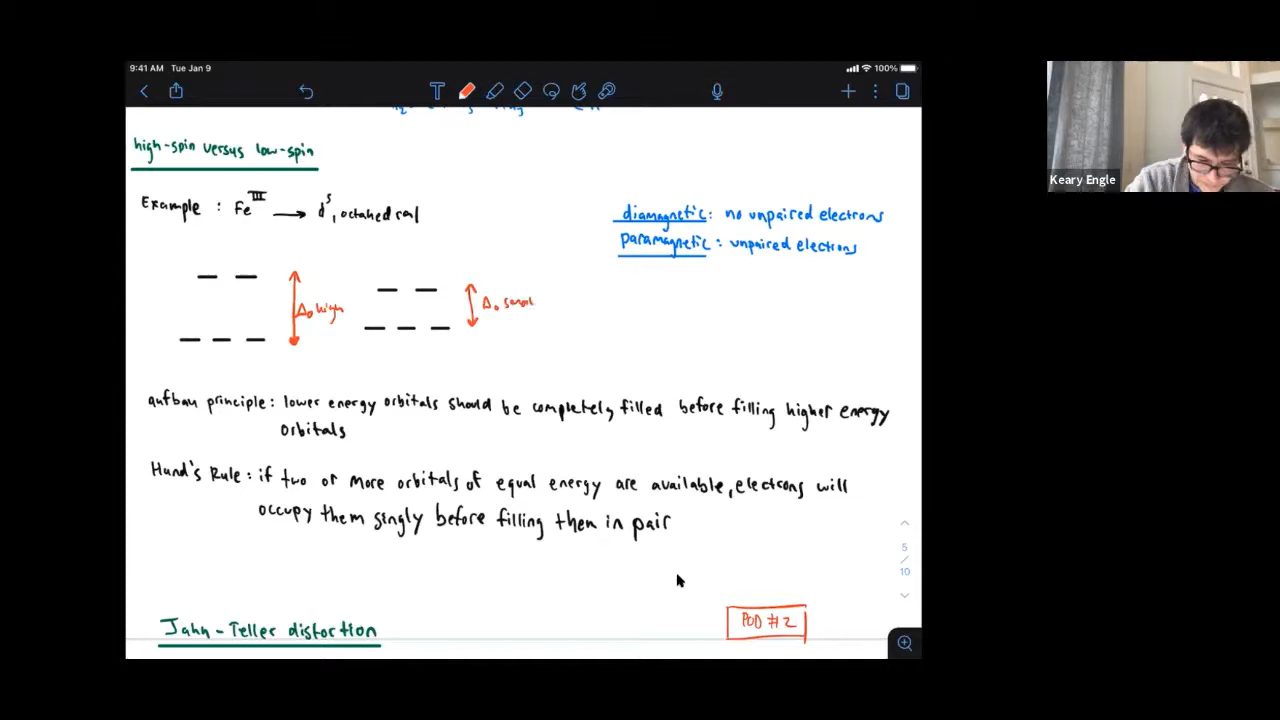 9:41 AM Tue Jan 9
100%
Keary Engle
high-spin versus low-spin
Example : Fe III → d5, octahedral
diamagnetic : no unpaired electrons
paramagnetic : unpaired electrons
Δo high
Δo small
aufbau principle : lower energy orbitals should be completely filled before filling higher energy
orbitals
Hund's Rule : if two or more orbitals of equal energy are available, electrons will
occupy them singly before filling them in pair
5
/
10
POD #2
Jahn-Teller distortion